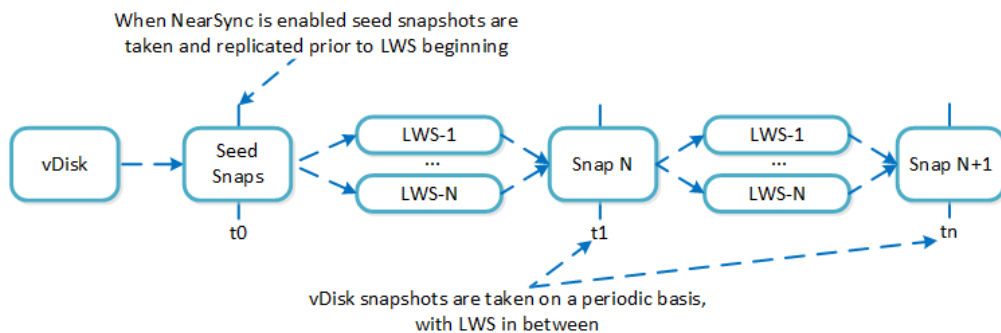 When NearSync is enabled seed snapshots are
taken and replicated prior to LWS beginning
vDisk
Seed
Snaps
LWS-1
...
LWS-N
Snap N
LWS-1
...
LWS-N
Snap N+1
t0
t1
tn
vDisk snapshots are taken on a periodic basis,
with LWS in between